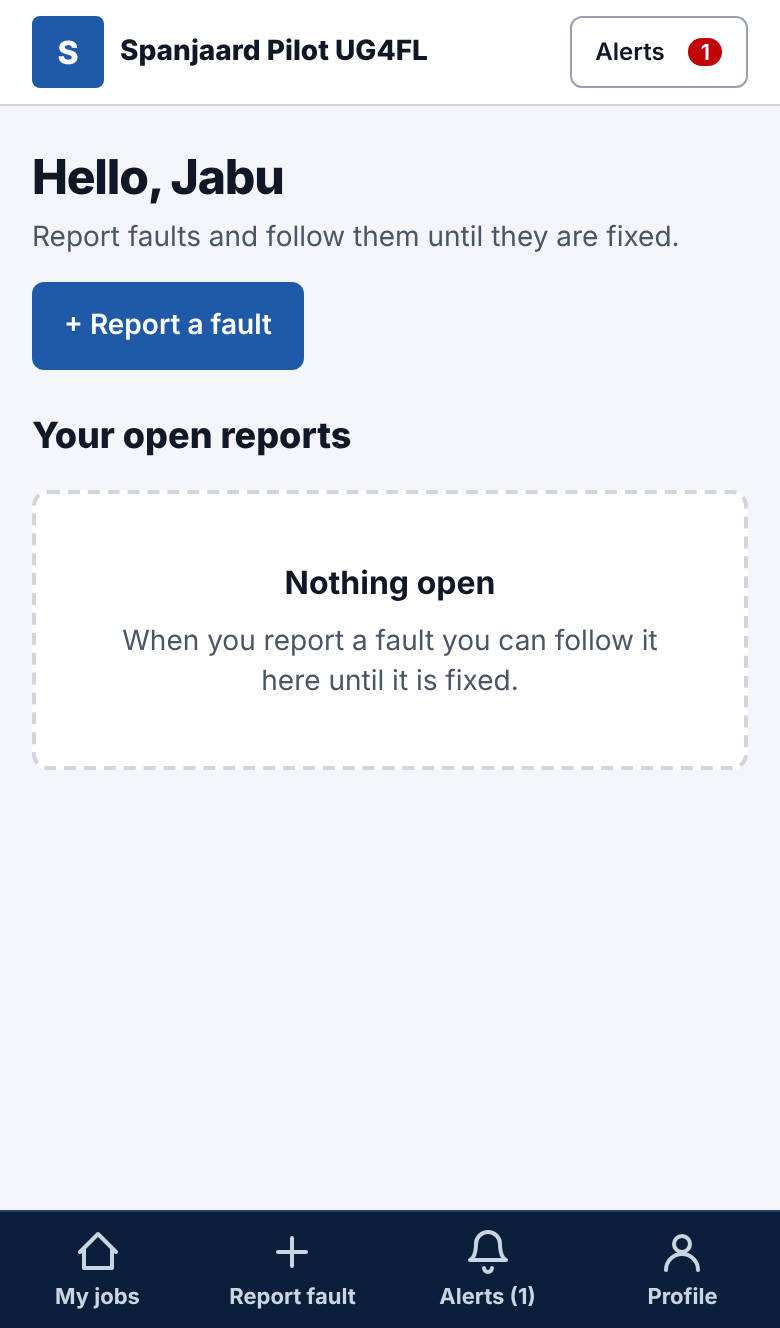 S
Spanjaard Pilot UG4FL
Alerts 1
Hello, Jabu
Report faults and follow them until they are fixed.
+ Report a fault
Your open reports
Nothing open
When you report a fault you can follow it
here until it is fixed.
My jobs
Report fault
Alerts (1)
Profile